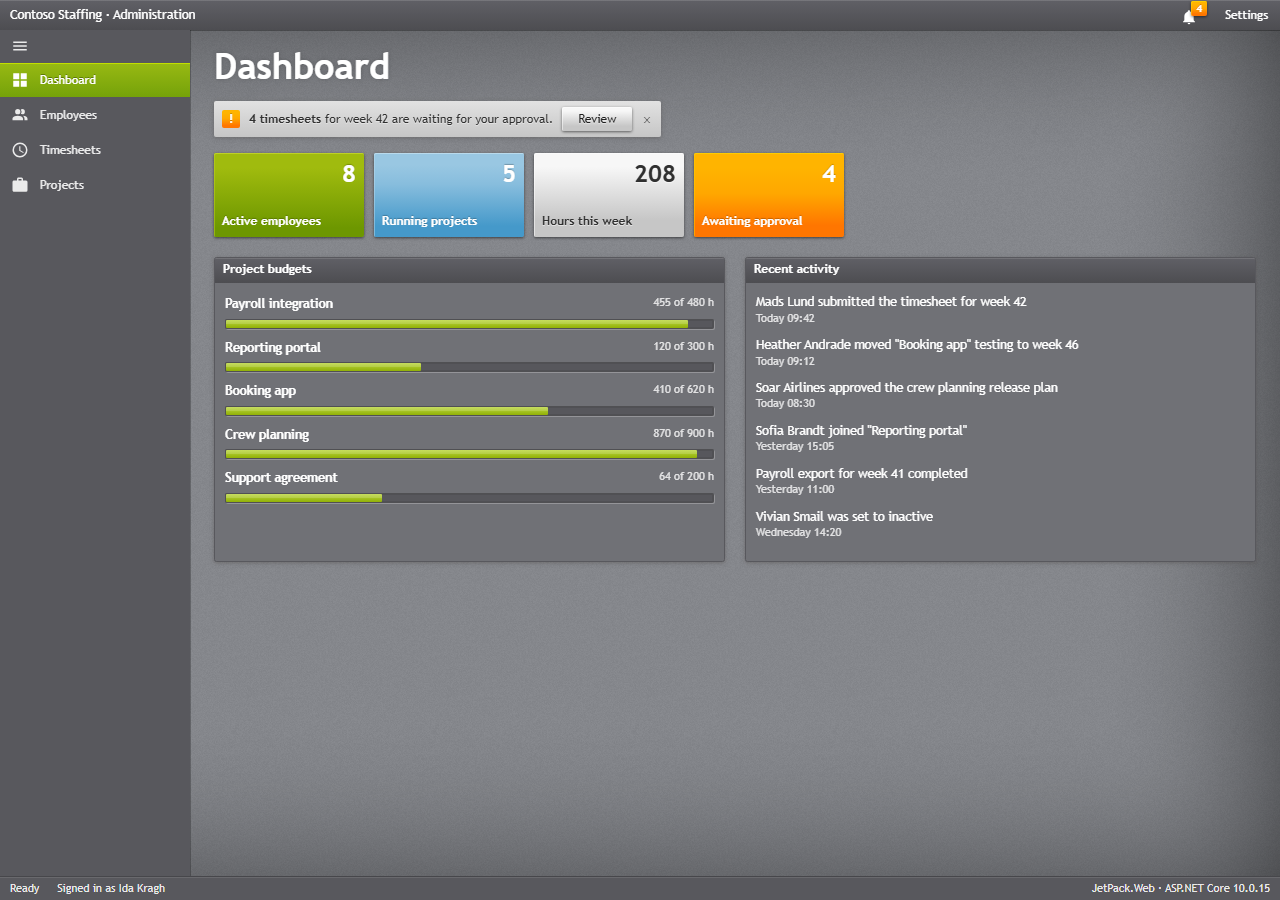 Contoso Staffing · Administration
4
Settings
Dashboard
Employees
Timesheets
Projects
Dashboard
! 4 timesheets for week 42 are waiting for your approval. Review ×
8
Active employees
5
Running projects
208
Hours this week
4
Awaiting approval
Project budgets
Payroll integration 455 of 480 h
Reporting portal 120 of 300 h
Booking app 410 of 620 h
Crew planning 870 of 900 h
Support agreement 64 of 200 h
Recent activity
Mads Lund submitted the timesheet for week 42
Today 09:42
Heather Andrade moved "Booking app" testing to week 46
Today 09:12
Soar Airlines approved the crew planning release plan
Today 08:30
Sofia Brandt joined "Reporting portal"
Yesterday 15:05
Payroll export for week 41 completed
Yesterday 11:00
Vivian Smail was set to inactive
Wednesday 14:20
Ready Signed in as Ida Kragh JetPack.Web · ASP.NET Core 10.0.15